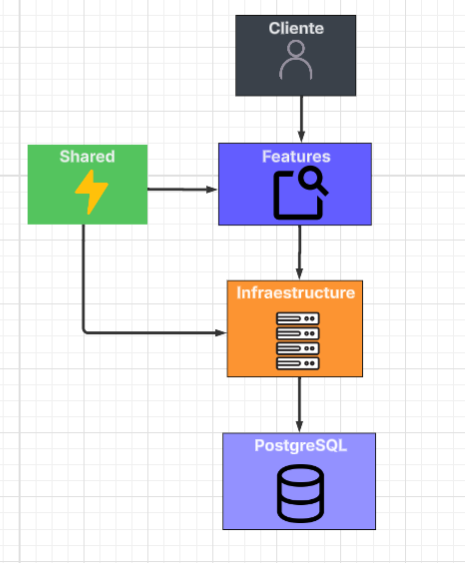 Cliente
Shared
Features
Infraestructure
PostgreSQL